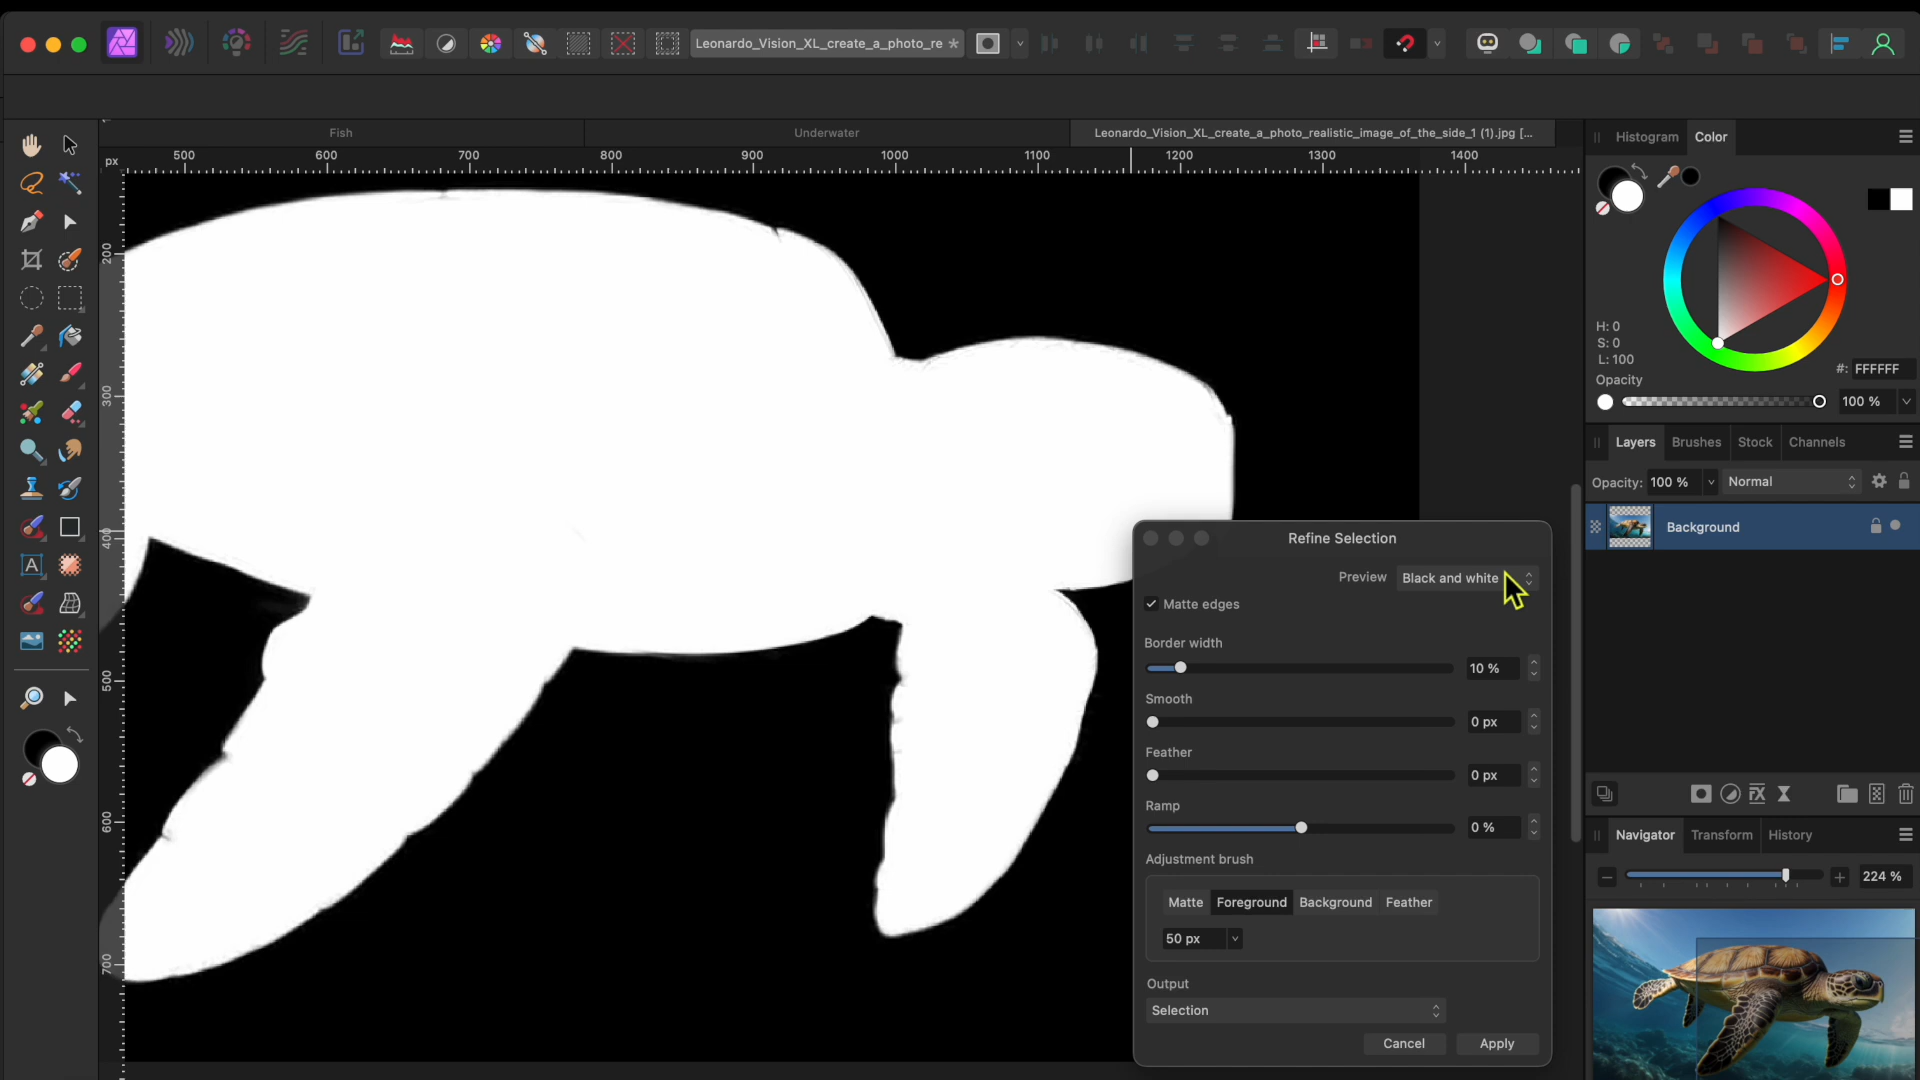 Leonardo_Vision_XL_create_a_photo_re *
Fish
Underwater
Leonardo_Vision_XL_create_a_photo_realistic_image_of_the_side_1 (1).jpg [...
px
500 600 700 800 900 1000 1100 1200 1300 1400
200
300
400
500
600
700
Histogram Color
H: 0
S: 0
L: 100
#: FFFFFF
Opacity
100 %
Layers Brushes Stock Channels
Opacity: 100 % Normal
Background
FX
Navigator Transform History
224 %
A
Refine Selection
Preview Black and white
Matte edges
Border width
10 %
Smooth
0 px
Feather
0 px
Ramp
0 %
Adjustment brush
Matte Foreground Background Feather
50 px
Output
Selection
Cancel Apply